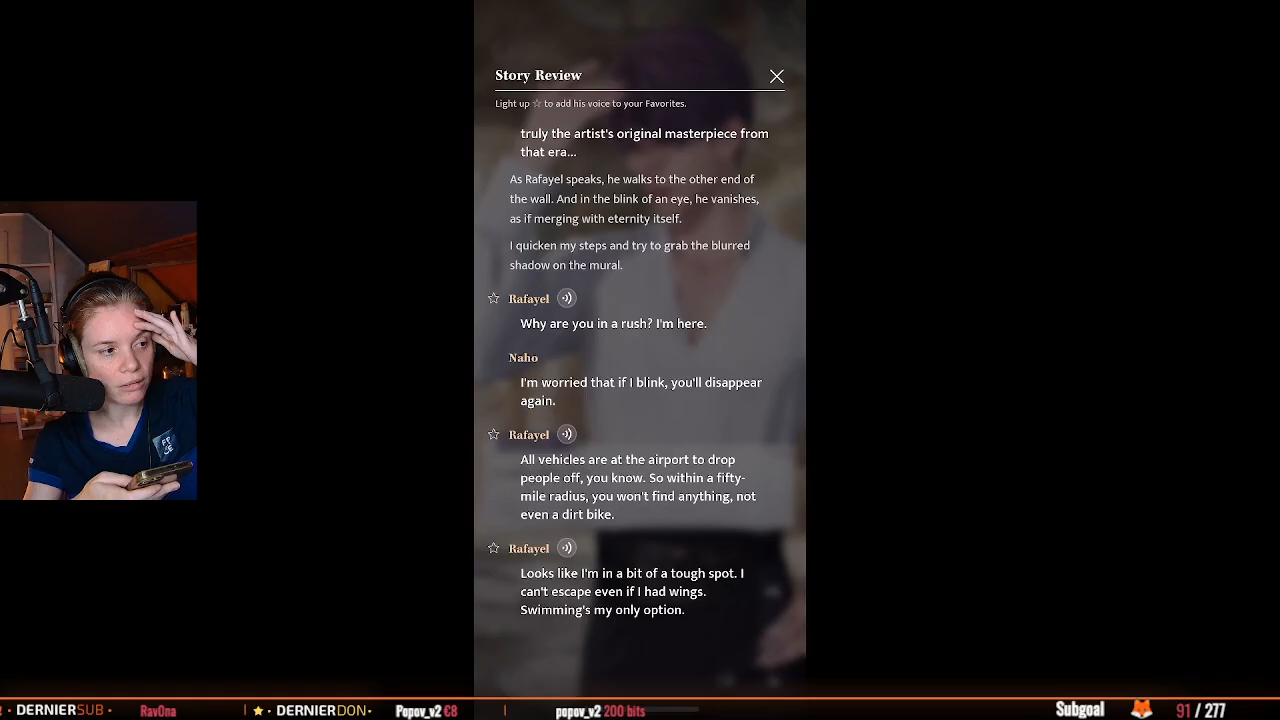 Story Review
Light up ☆ to add his voice to your Favorites.
truly the artist's original masterpiece from
that era...
As Rafayel speaks, he walks to the other end of
the wall. And in the blink of an eye, he vanishes,
as if merging with eternity itself.
I quicken my steps and try to grab the blurred
shadow on the mural.
Rafayel
Why are you in a rush? I'm here.
Naho
I'm worried that if I blink, you'll disappear
again.
Rafayel
All vehicles are at the airport to drop
people off, you know. So within a fifty-
mile radius, you won't find anything, not
even a dirt bike.
Rafayel
Looks like I'm in a bit of a tough spot. I
can't escape even if I had wings.
Swimming's my only option.
• DERNIERSUB • RavOna ⭐• DERNIERDON• Popov_v2 €8 popov_v2 200 bits Subgoal 91 / 277